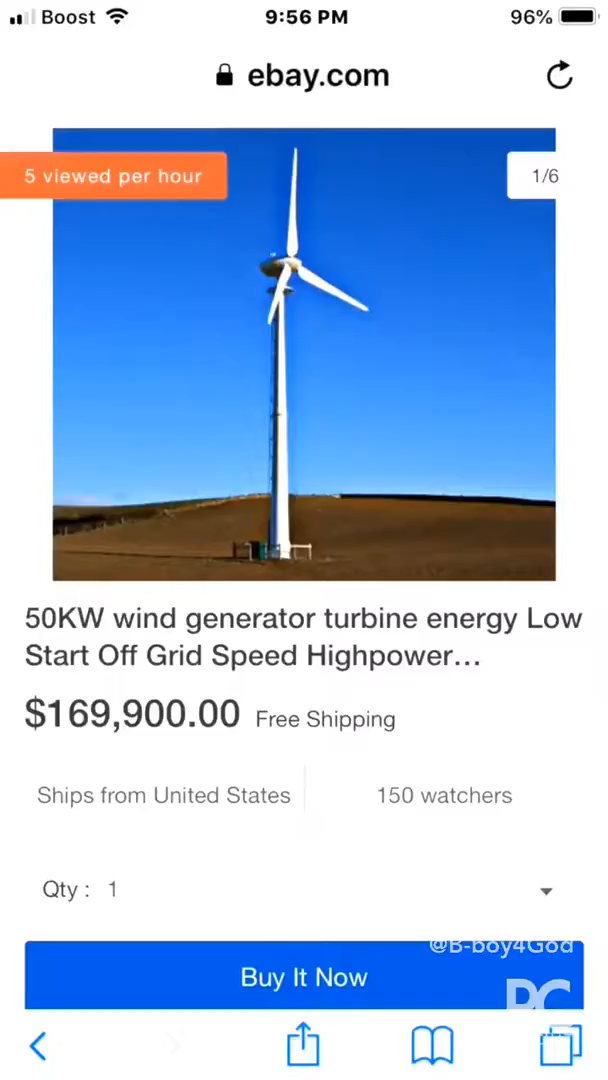 Boost 9:56 PM 96%
ebay.com
5 viewed per hour 1/6
50KW wind generator turbine energy Low
Start Off Grid Speed Highpower...
$169,900.00 Free Shipping
Ships from United States 150 watchers
Qty : 1
@B-boy4God
Buy It Now
PC